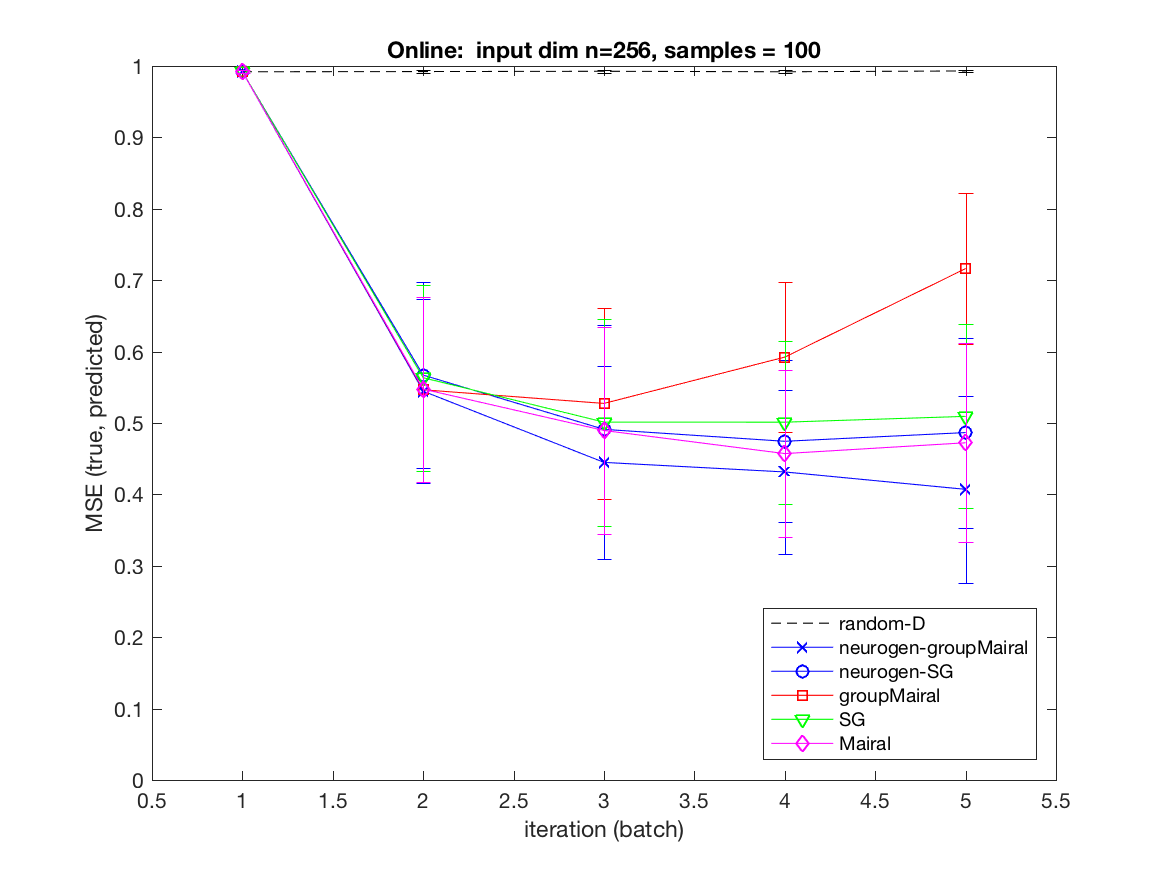 Online:  input dim n=256, samples = 100
1
0.9
0.8
0.7
0.6
0.5
0.4
0.3
0.2
0.1
0
MSE (true, predicted)
random-D
neurogen-groupMairal
neurogen-SG
groupMairal
SG
Mairal
0.5 1 1.5 2 2.5 3 3.5 4 4.5 5 5.5
iteration (batch)